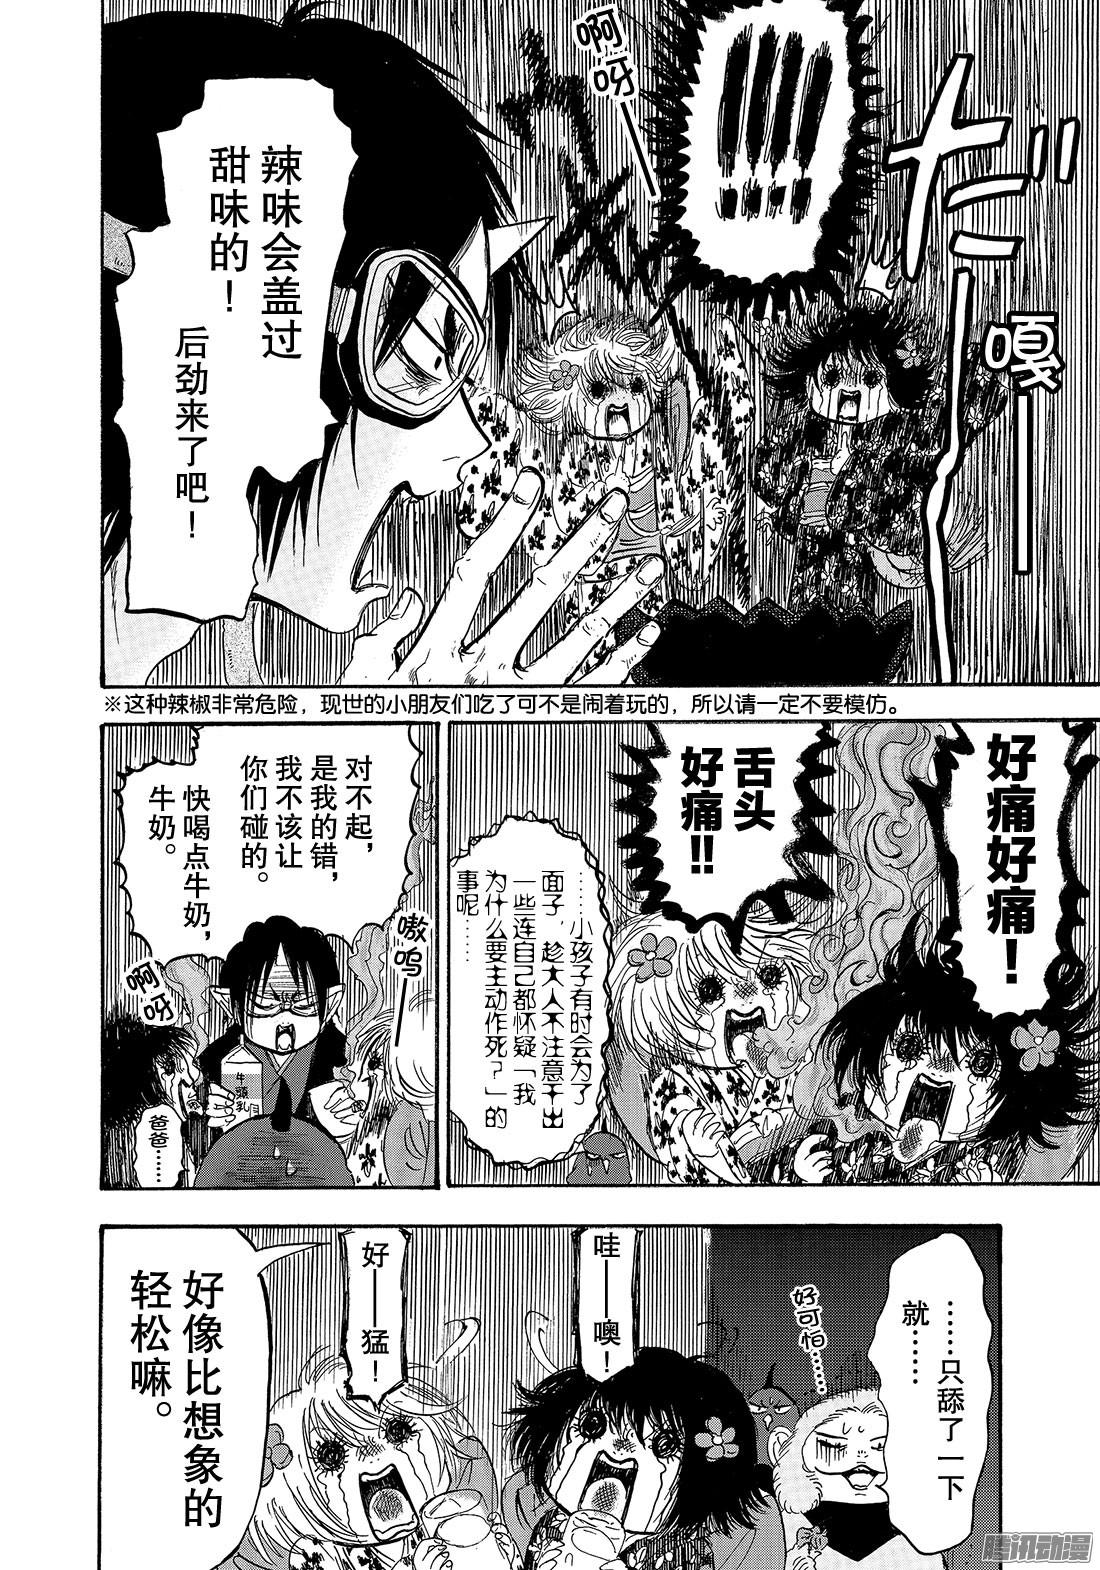 !!!!
啊呀——
嘎——
辣味会盖过
甜味的！
后劲来了吧！
※这种辣椒非常危险，现世的小朋友们吃了可不是闹着玩的，所以请一定不要模仿。
好痛好痛！
舌头
好痛!!
……小孩子有时会为了
面子，趁大人不注意干出
一些连自己都怀疑「我
为什么要主动作死？」的
事呢……
对不起，
是我的错，
我不该让
你们碰的。
快喝点牛奶，
牛奶。
嗷呜——
啊呀
牛頭乳
爸爸……
……只舔了一下
就……
好可怕……
哇——噢！
好——猛！
好像比想象的
轻松嘛。
腾讯动漫